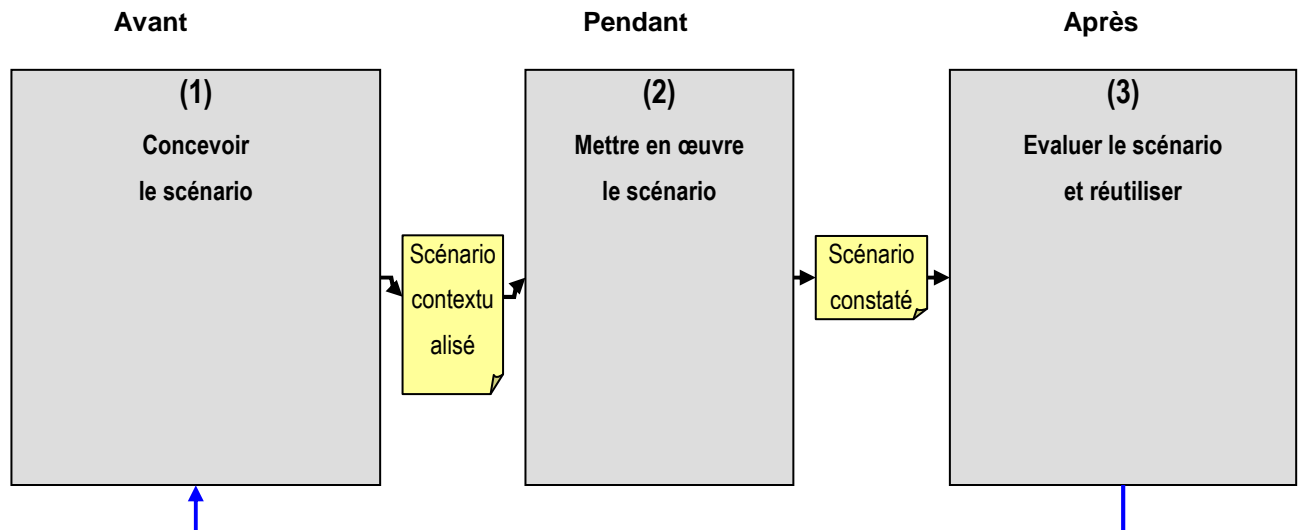 Avant
Pendant
Après
(1)
Concevoir
le scénario
Scénario
contextu
alisé
(2)
Mettre en œuvre
le scénario
Scénario
constaté
(3)
Evaluer le scénario
et réutiliser